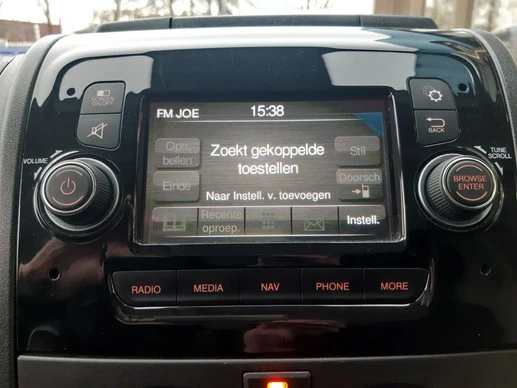 SCREEN
ON/OFF
FM JOE
15:38
Opn.
bellen
Zoekt gekoppelde
toestellen
Stil
Einde
Doorsch
Naar Instell. v. toevoegen
Recente
oproep.
Instell.
BACK
VOLUME
TUNE
SCROLL
BROWSE
ENTER
RADIO
MEDIA
NAV
PHONE
MORE